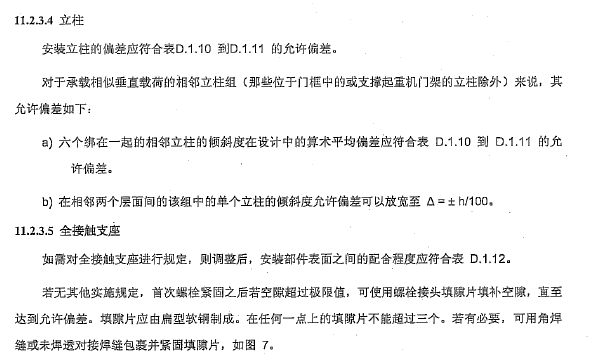 11.2.3.4 立柱
安装立柱的偏差应符合表D.1.10 到D.1.11 的允许偏差。
对于承载相似垂直载荷的相邻立柱组（那些位于门框中的或支撑起重机门架的立柱除外）来说，其
允许偏差如下：
a) 六个绑在一起的相邻立柱的倾斜度在设计中的算术平均偏差应符合表 D.1.10 到 D.1.11 的允
许偏差。
b) 在相邻两个层面间的该组中的单个立柱的倾斜度允许偏差可以放宽至 Δ = ± h/100。
11.2.3.5 全接触支座
如需对全接触支座进行规定，则调整后，安装部件表面之间的配合程度应符合表 D.1.12。
若无其他实施规定，首次螺栓紧固之后若空隙超过极限值，可使用螺栓接头填隙片填补空隙，直至
达到允许偏差。填隙片应由扁型软钢制成。在任何一点上的填隙片不能超过三个。若有必要，可用角焊
缝或未焊透对接焊缝包裹并紧固填隙片，如图 7。